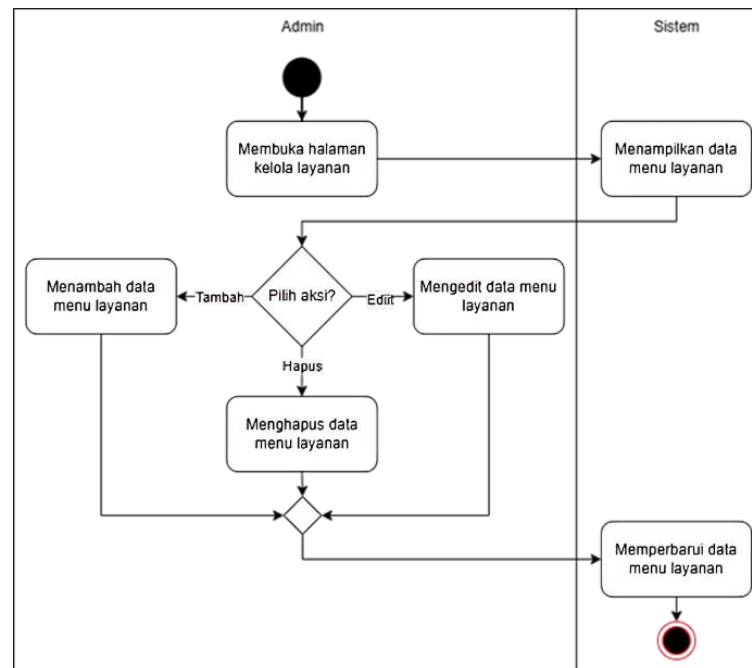 Admin
Sistem
Membuka halaman
kelola layanan
Menampilkan data
menu layanan
Menambah data
menu layanan
Tambah
Pilih aksi?
Ediit
Mengedit data menu
layanan
Hapus
Menghapus data
menu layanan
Memperbarui data
menu layanan